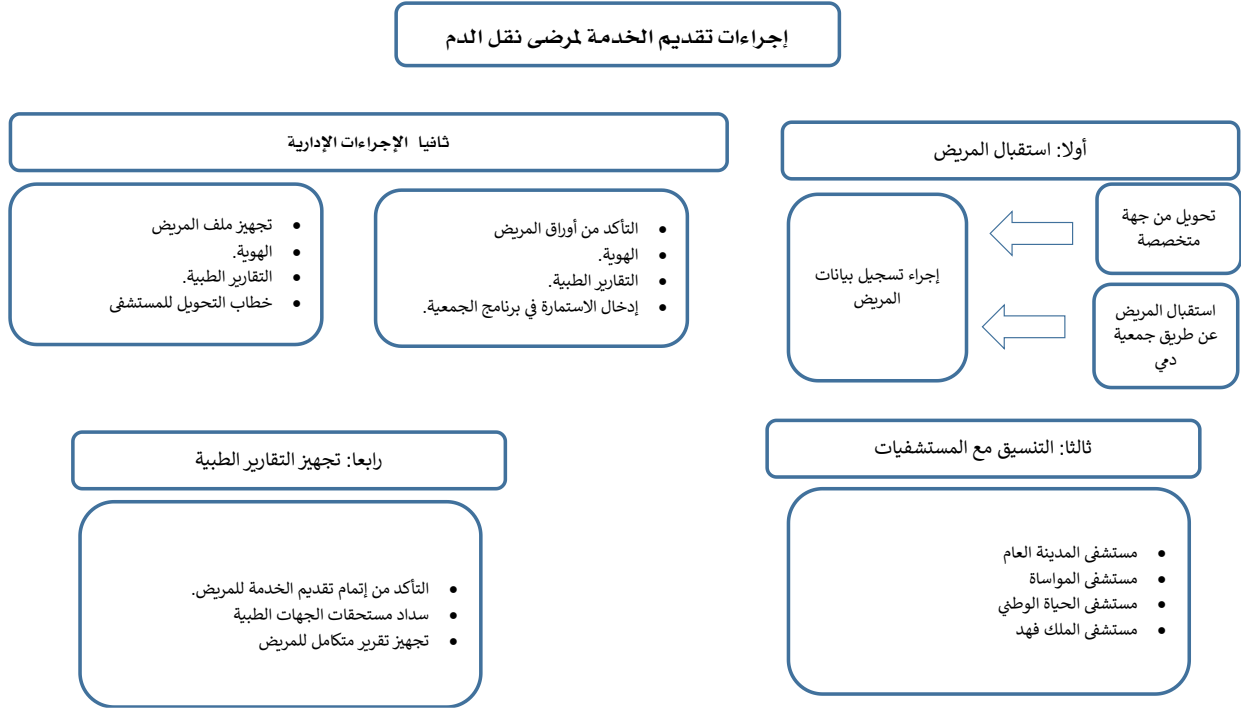 إجراءات تقديم الخدمة لمرضى نقل الدم
أولا: استقبال المريض
تحويل من جهة
متخصصة
استقبال المريض
عن طريق جمعية
دمي
إجراء تسجيل بيانات
المريض
ثانيا الإجراءات الإدارية
• التأكد من أوراق المريض
• الهوية.
• التقارير الطبية.
• إدخال الاستمارة في برنامج الجمعية.
• تجهيز ملف المريض
• الهوية.
• التقارير الطبية.
• خطاب التحويل للمستشفى
ثالثا: التنسيق مع المستشفيات
• مستشفى المدينة العام
• مستشفى المواساة
• مستشفى الحياة الوطني
• مستشفى الملك فهد
رابعا: تجهيز التقارير الطبية
• التأكد من إتمام تقديم الخدمة للمريض.
• سداد مستحقات الجهات الطبية
• تجهيز تقرير متكامل للمريض